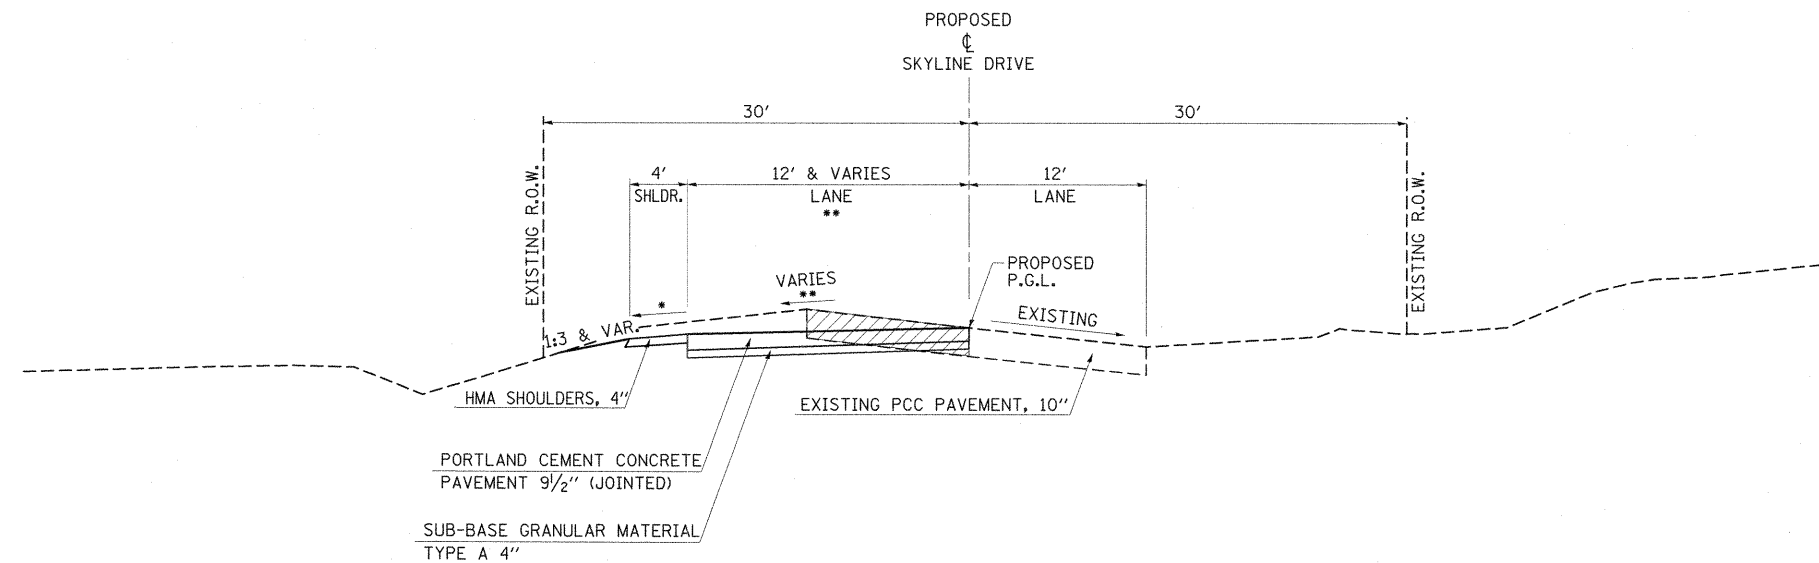 PROPOSED
℄
SKYLINE DRIVE
30'
30'
EXISTING R.O.W.
4'
SHLDR.
12' & VARIES
LANE
**
12'
LANE
EXISTING R.O.W.
*
VARIES
**
PROPOSED
P.G.L.
EXISTING
1:3 & VAR.
HMA SHOULDERS, 4"
EXISTING PCC PAVEMENT, 10"
PORTLAND CEMENT CONCRETE
PAVEMENT 9½" (JOINTED)
SUB-BASE GRANULAR MATERIAL
TYPE A 4"